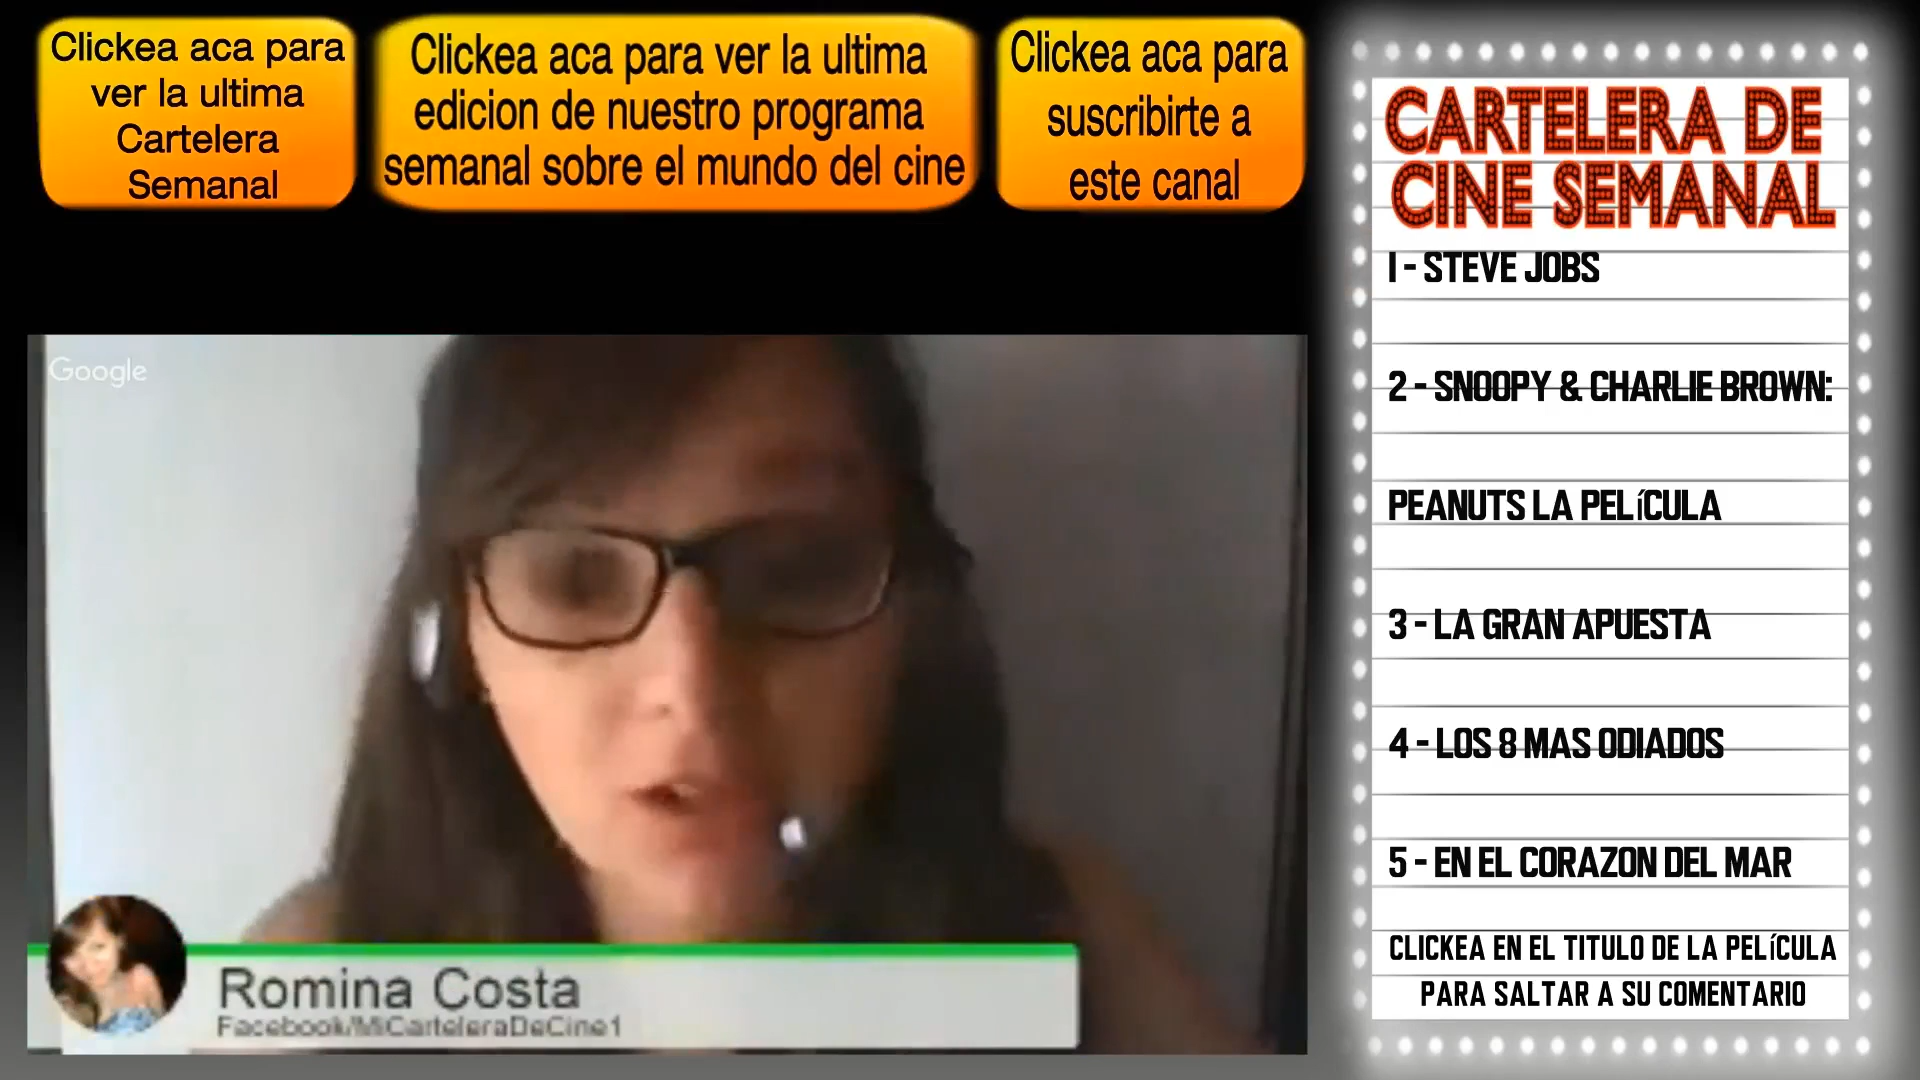 Clickea aca para
ver la ultima
Cartelera
Semanal
Clickea aca para ver la ultima
edicion de nuestro programa
semanal sobre el mundo del cine
Clickea aca para
suscribirte a
este canal
CARTELERA DE
CINE SEMANAL
1 - STEVE JOBS
2 - SNOOPY & CHARLIE BROWN:
PEANUTS LA PELíCULA
3 - LA GRAN APUESTA
4 - LOS 8 MAS ODIADOS
5 - EN EL CORAZON DEL MAR
CLICKEA EN EL TITULO DE LA PELíCULA
PARA SALTAR A SU COMENTARIO
Google
Romina Costa
Facebook/MiCarteleraDeCine1